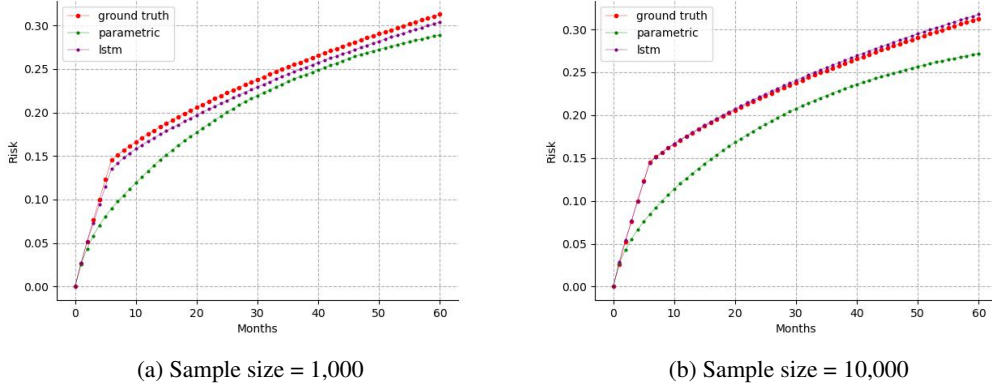 ground truth
parametric
lstm
0.30
0.25
0.20
0.15
0.10
0.05
0.00
Risk
0
10
20
30
40
50
60
Months
(a) Sample size = 1,000
ground truth
parametric
lstm
0.30
0.25
0.20
0.15
0.10
0.05
0.00
Risk
0
10
20
30
40
50
60
Months
(b) Sample size = 10,000